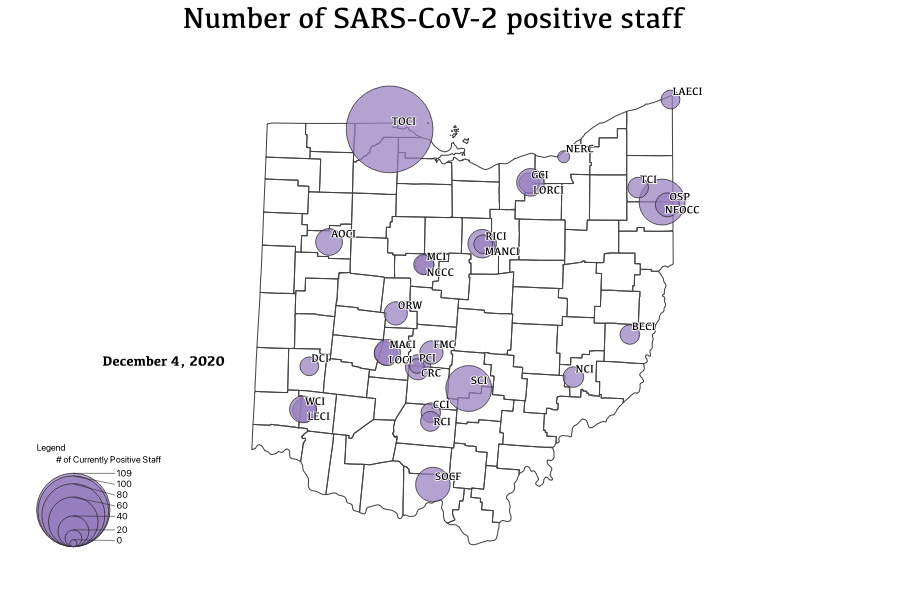 Number of SARS-CoV-2 positive staff
LAECI
TOCI
NERC
GCI
TCI
LORCI
OSP
NEOCC
AOCI
RICI
MANCI
MCI
NCCC
ORW
BECI
MACI
FMC
December 4, 2020
DCI
LOCI
PCI
CRC
NCI
SCI
WCI
CCI
LECI
RCI
SOCF
Legend
# of Currently Positive Staff
109
100
80
60
40
20
0